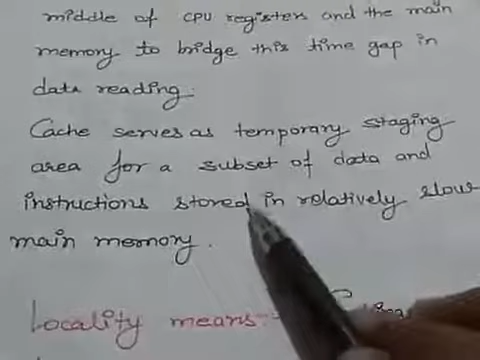 middle of CPU registers and the main
memory to bridge this time gap in
data reading.
Cache serves as temporary staging
area for a subset of data and
instructions stored in relatively slow
main memory.
Locality means:-